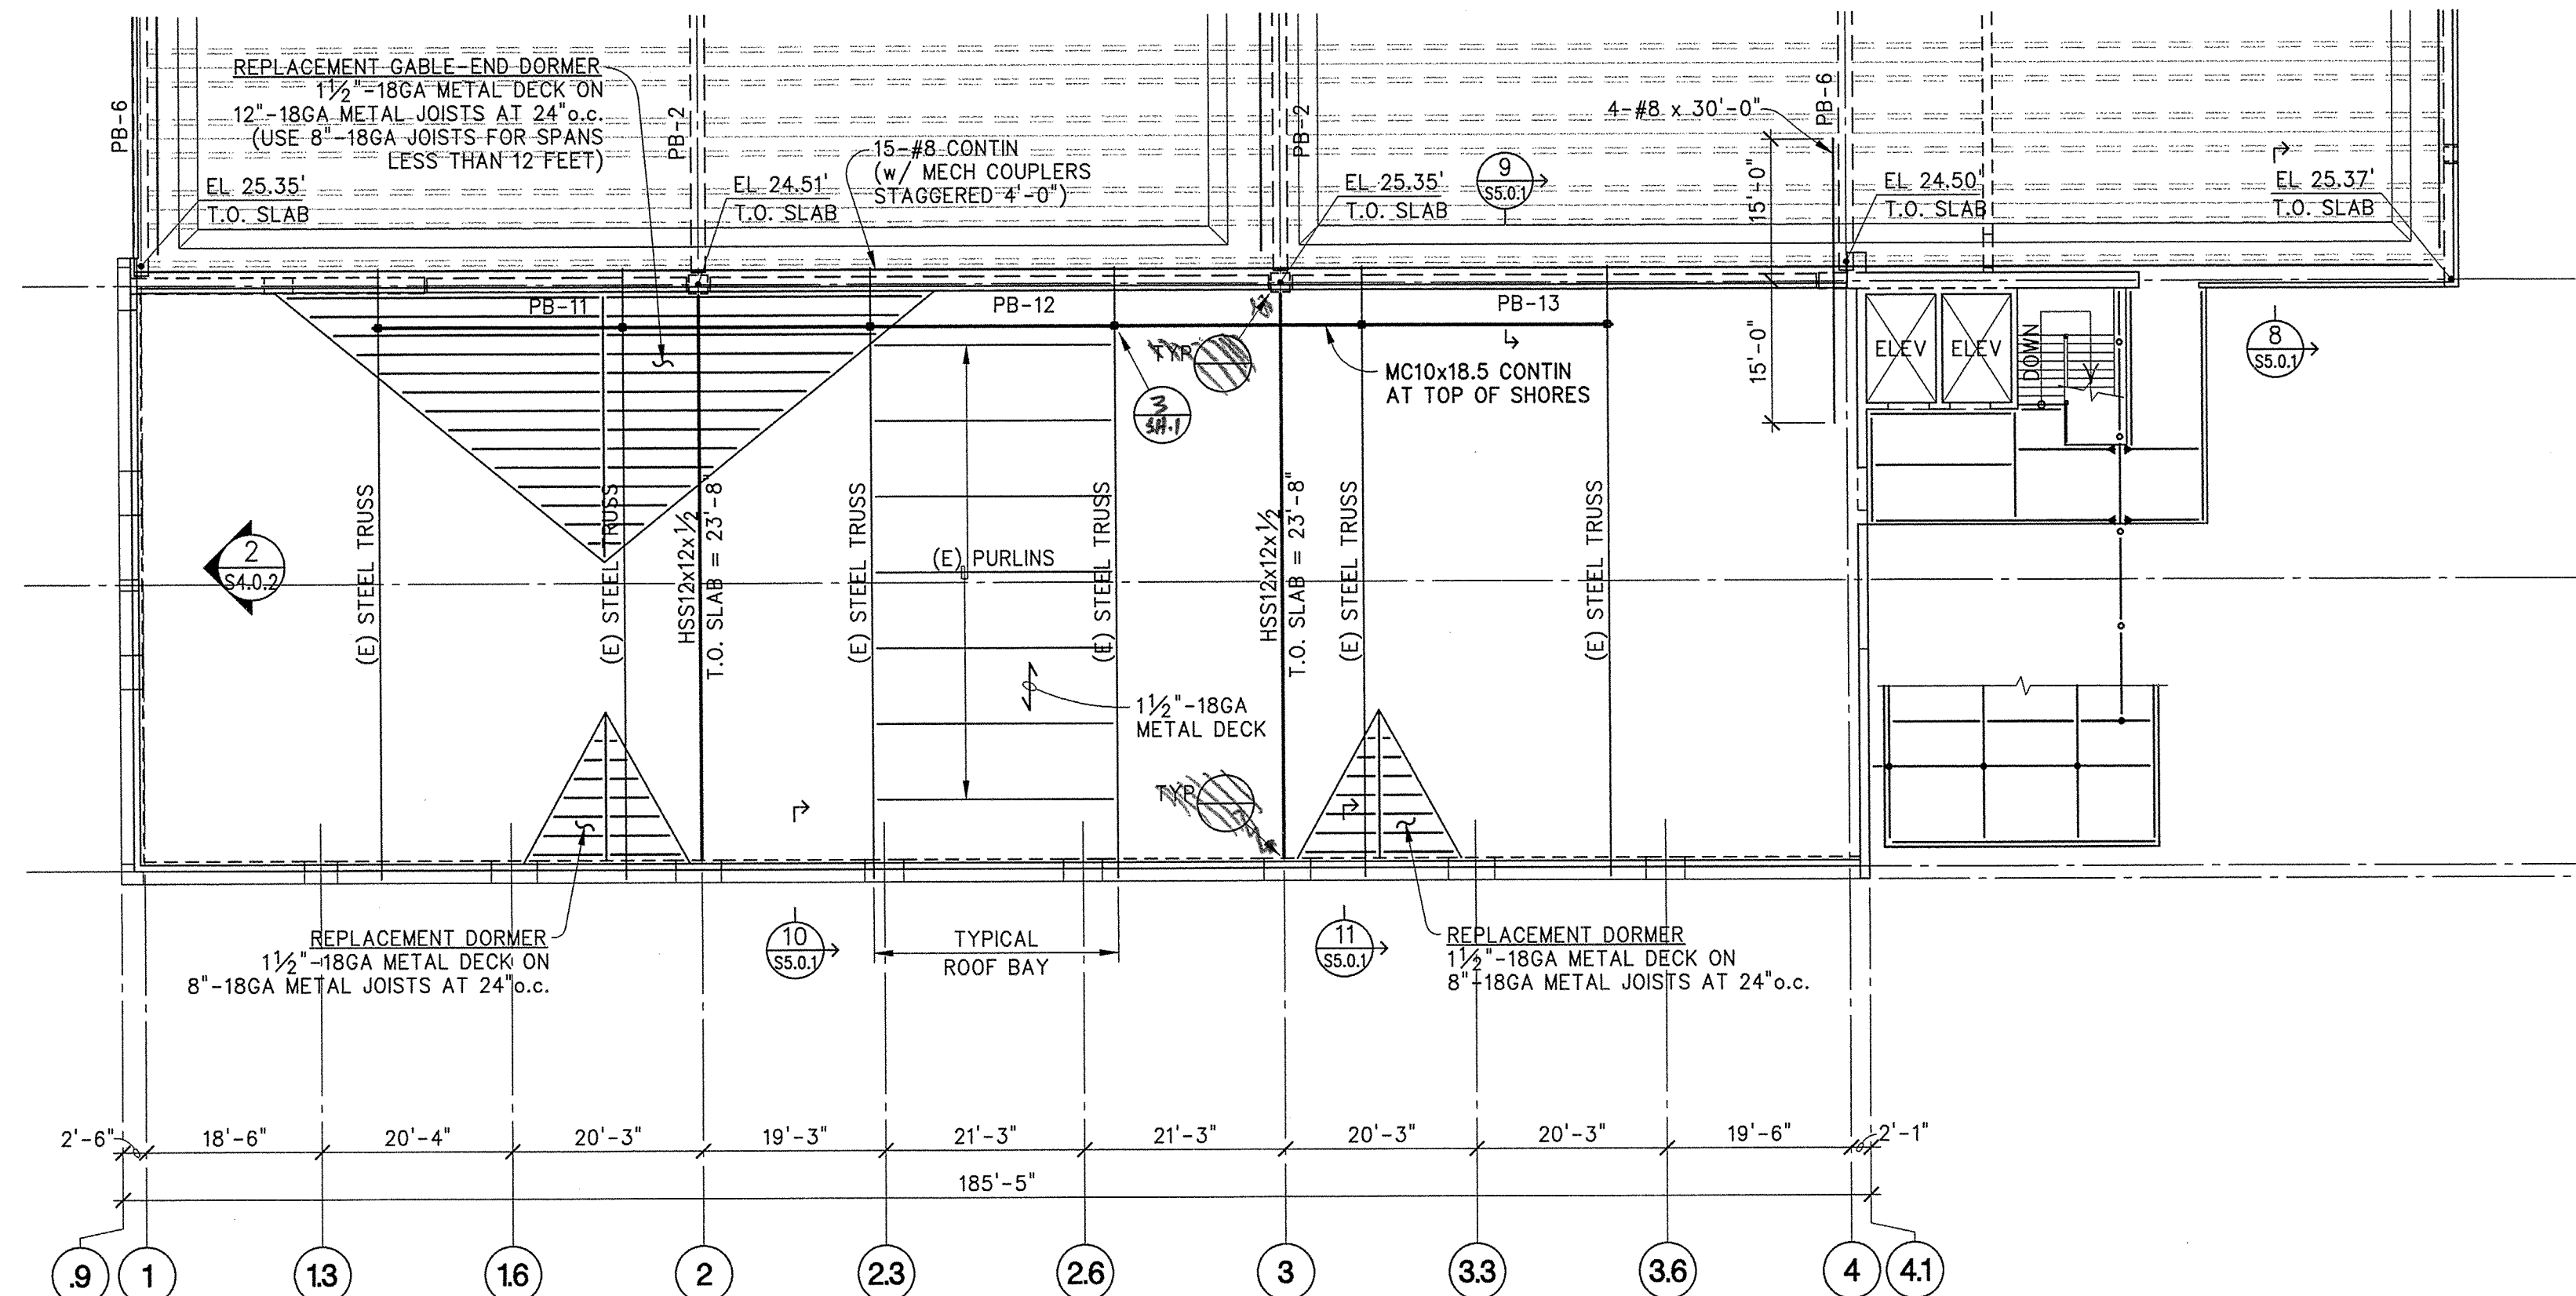 PB-6
REPLACEMENT GABLE-END DORMER
1½"-18GA METAL DECK ON
12"-18GA METAL JOISTS AT 24"o.c.
(USE 8"-18GA JOISTS FOR SPANS
LESS THAN 12 FEET)
PB-2
15-#8 CONTIN
(w/ MECH COUPLERS
STAGGERED 4'-0")
PB-2
4-#8 x 30'-0"
PB-6
EL 25.35'
T.O. SLAB
EL 24.51'
T.O. SLAB
EL 25.35'
T.O. SLAB
9
S5.0.1
15'-0"
EL 24.50'
T.O. SLAB
EL 25.37'
T.O. SLAB
PB-11
PB-12
PB-13
TYP
15'-0"
ELEV
ELEV
DOWN
8
S5.0.1
MC10x18.5 CONTIN
AT TOP OF SHORES
3
SH.1
2
S4.0.2
(E) STEEL TRUSS
(E) STEEL TRUSS
HSS12x12x½
T.O. SLAB = 23'-8"
(E) STEEL TRUSS
(E) PURLINS
(E) STEEL TRUSS
HSS12x12x½
T.O. SLAB = 23'-8"
(E) STEEL TRUSS
(E) STEEL TRUSS
1½"-18GA
METAL DECK
TYP
REPLACEMENT DORMER
1½"-18GA METAL DECK ON
8"-18GA METAL JOISTS AT 24"o.c.
10
S5.0.1
TYPICAL
ROOF BAY
11
S5.0.1
REPLACEMENT DORMER
1½"-18GA METAL DECK ON
8"-18GA METAL JOISTS AT 24"o.c.
2'-6" 18'-6" 20'-4" 20'-3" 19'-3" 21'-3" 21'-3" 20'-3" 20'-3" 19'-6" 2'-1"
185'-5"
.9 1 1.3 1.6 2 2.3 2.6 3 3.3 3.6 4 4.1